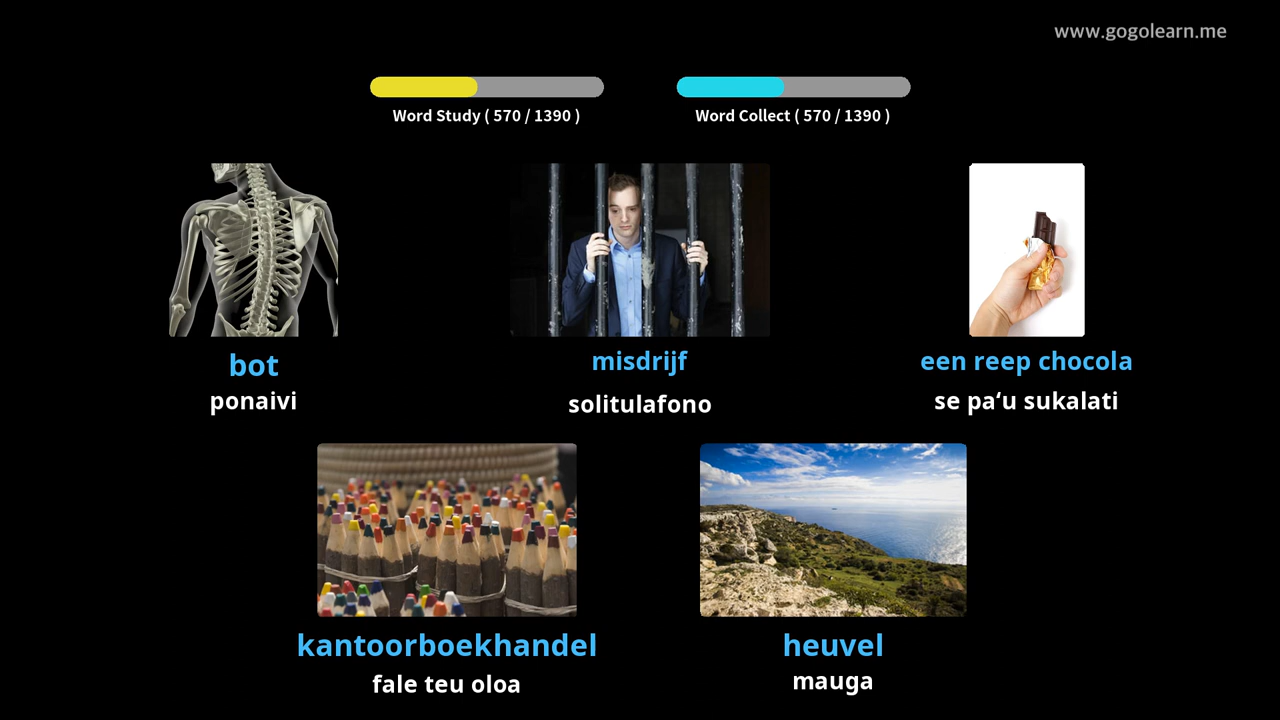 www.gogolearn.me
Word Study ( 570 / 1390 )
Word Collect ( 570 / 1390 )
bot
ponaivi
misdrijf
solitulafono
een reep chocola
se pa‘u sukalati
kantoorboekhandel
fale teu oloa
heuvel
mauga